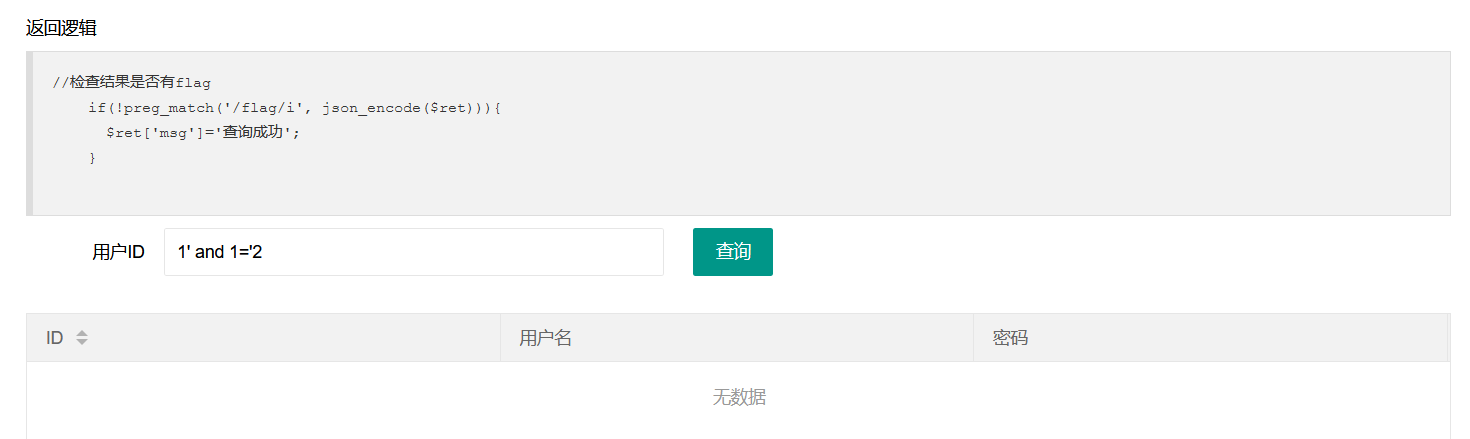 返回逻辑
//检查结果是否有flag
if(!preg_match('/flag/i', json_encode($ret))){
$ret['msg']='查询成功';
}
用户ID 1' and 1='2 查询
ID 用户名 密码
无数据